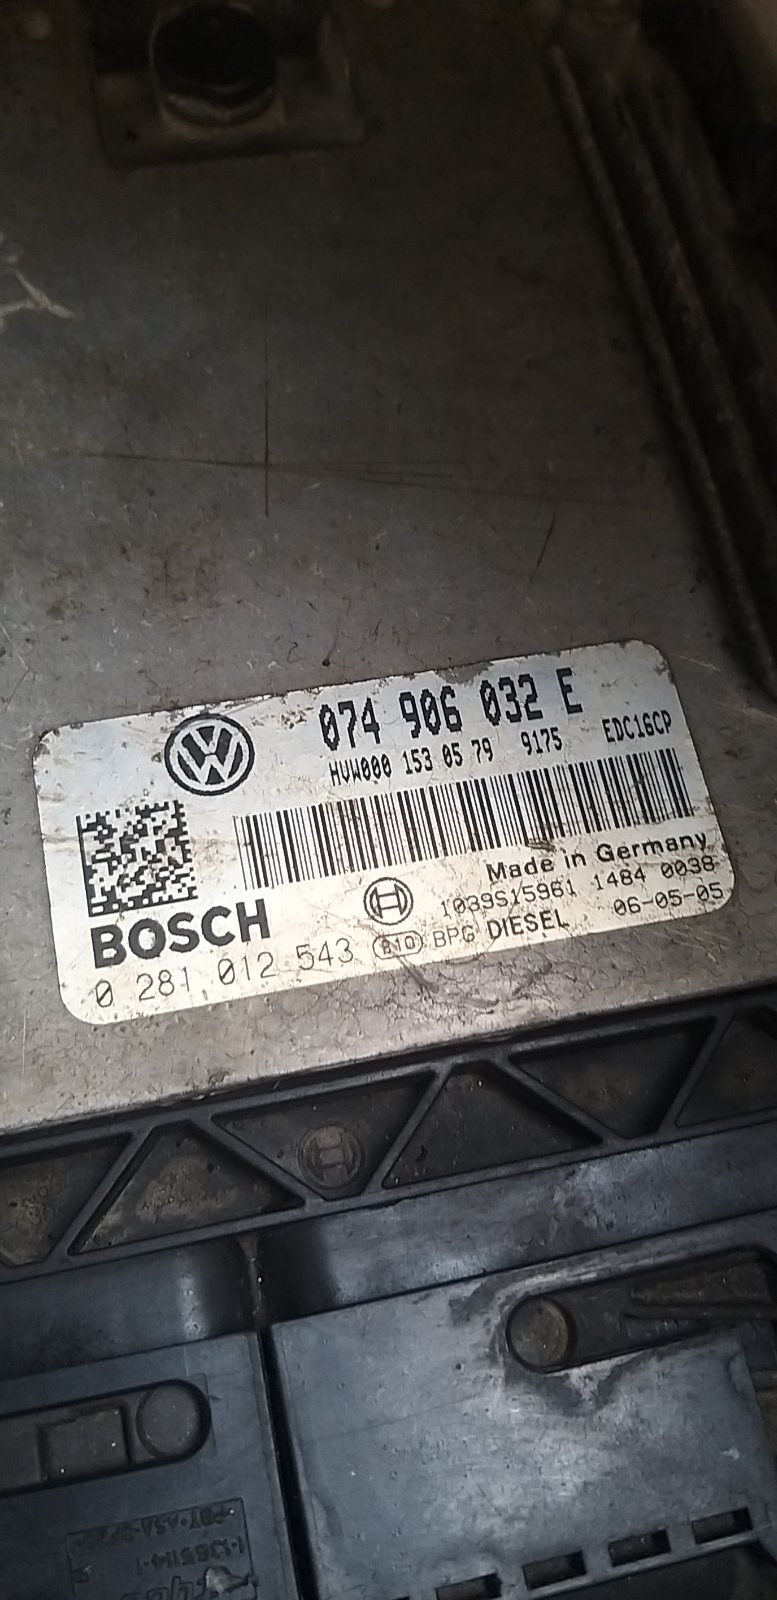 074 906 032 E
HVW000 153 05 79 9175 EDC16CP
Made in Germany
BOSCH 1039S15961 1484 0038
0 281 012 543 R10 BPG DIESEL 06-05-05